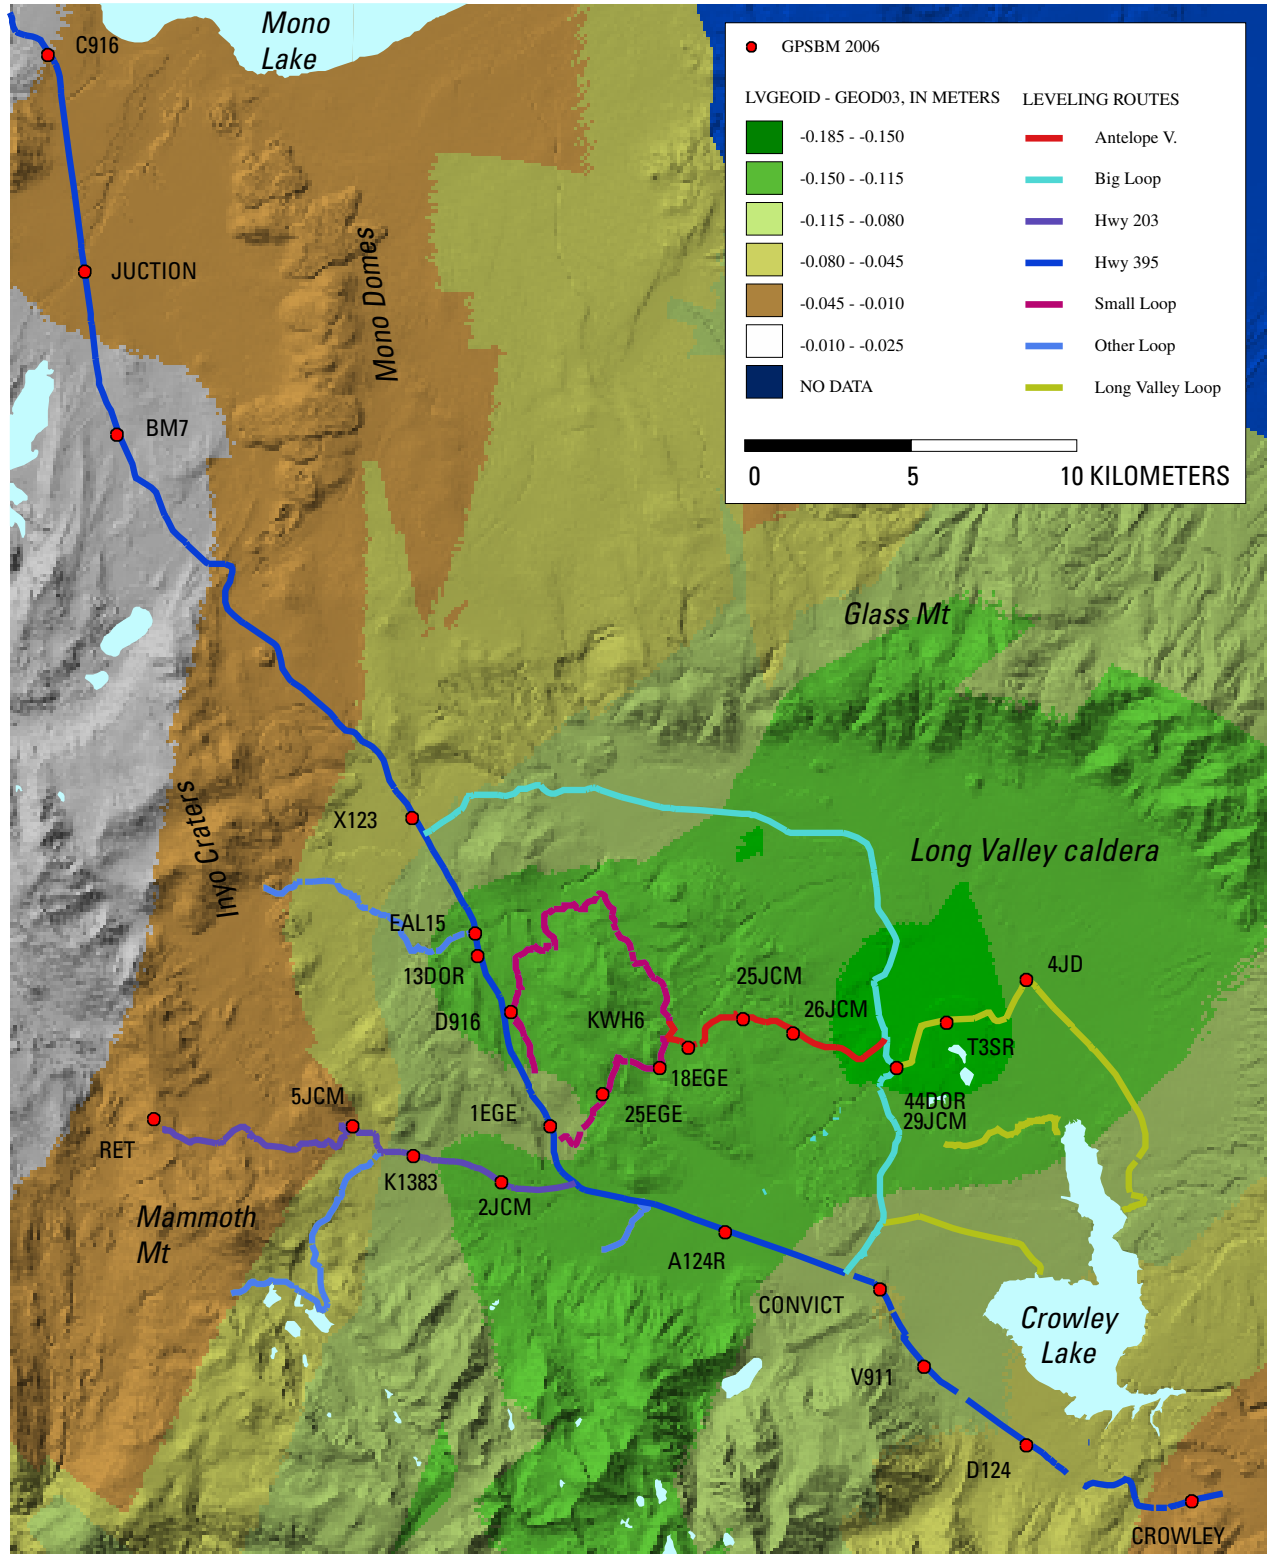 Mono
Lake
C916
GPSBM 2006
LVGEOID - GEOD03, IN METERS
-0.185 - -0.150
-0.150 - -0.115
-0.115 - -0.080
-0.080 - -0.045
-0.045 - -0.010
-0.010 - -0.025
NO DATA
LEVELING ROUTES
Antelope V.
Big Loop
Hwy 203
Hwy 395
Small Loop
Other Loop
Long Valley Loop
0
5
10 KILOMETERS
JUCTION
Mono Domes
BM7
Glass Mt
X123
Inyo Craters
Long Valley caldera
EAL15
13DOR
4JD
25JCM
26JCM
D916
KWH6
T3SR
18EGE
5JCM
1EGE
25EGE
44DOR
29JCM
RET
K1383
2JCM
Mammoth
Mt
A124R
CONVICT
Crowley
Lake
V911
D124
CROWLEY